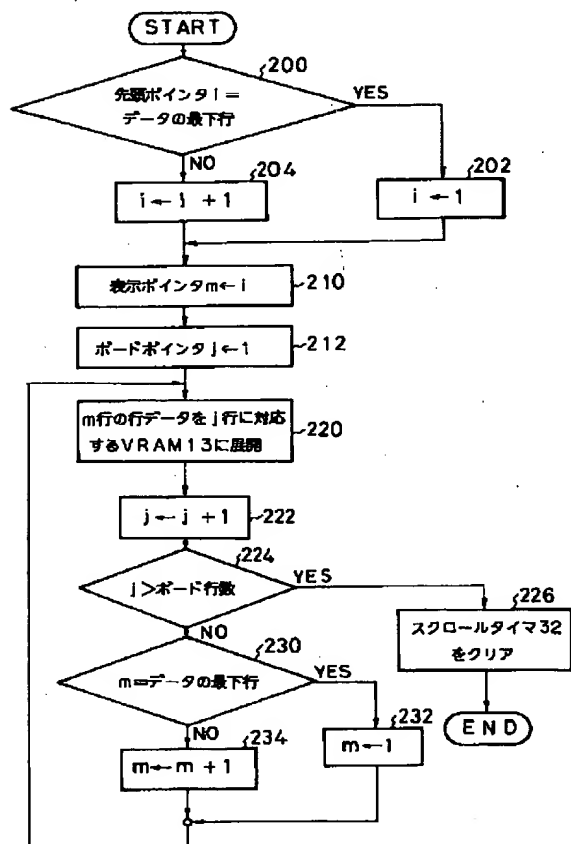 START
200
先頭ポインタi=
データの最下行
YES
NO
204
202
i←i+1
i←1
表示ポインタm←i
210
ボードポインタj←1
212
m行の行データをj行に対応
するVRAM13に展開
220
j←j+1
222
224
j>ボード行数
YES
226
スクロールタイマ32
をクリア
NO
230
m=データの最下行
YES
END
232
m←1
NO
234
m←m+1